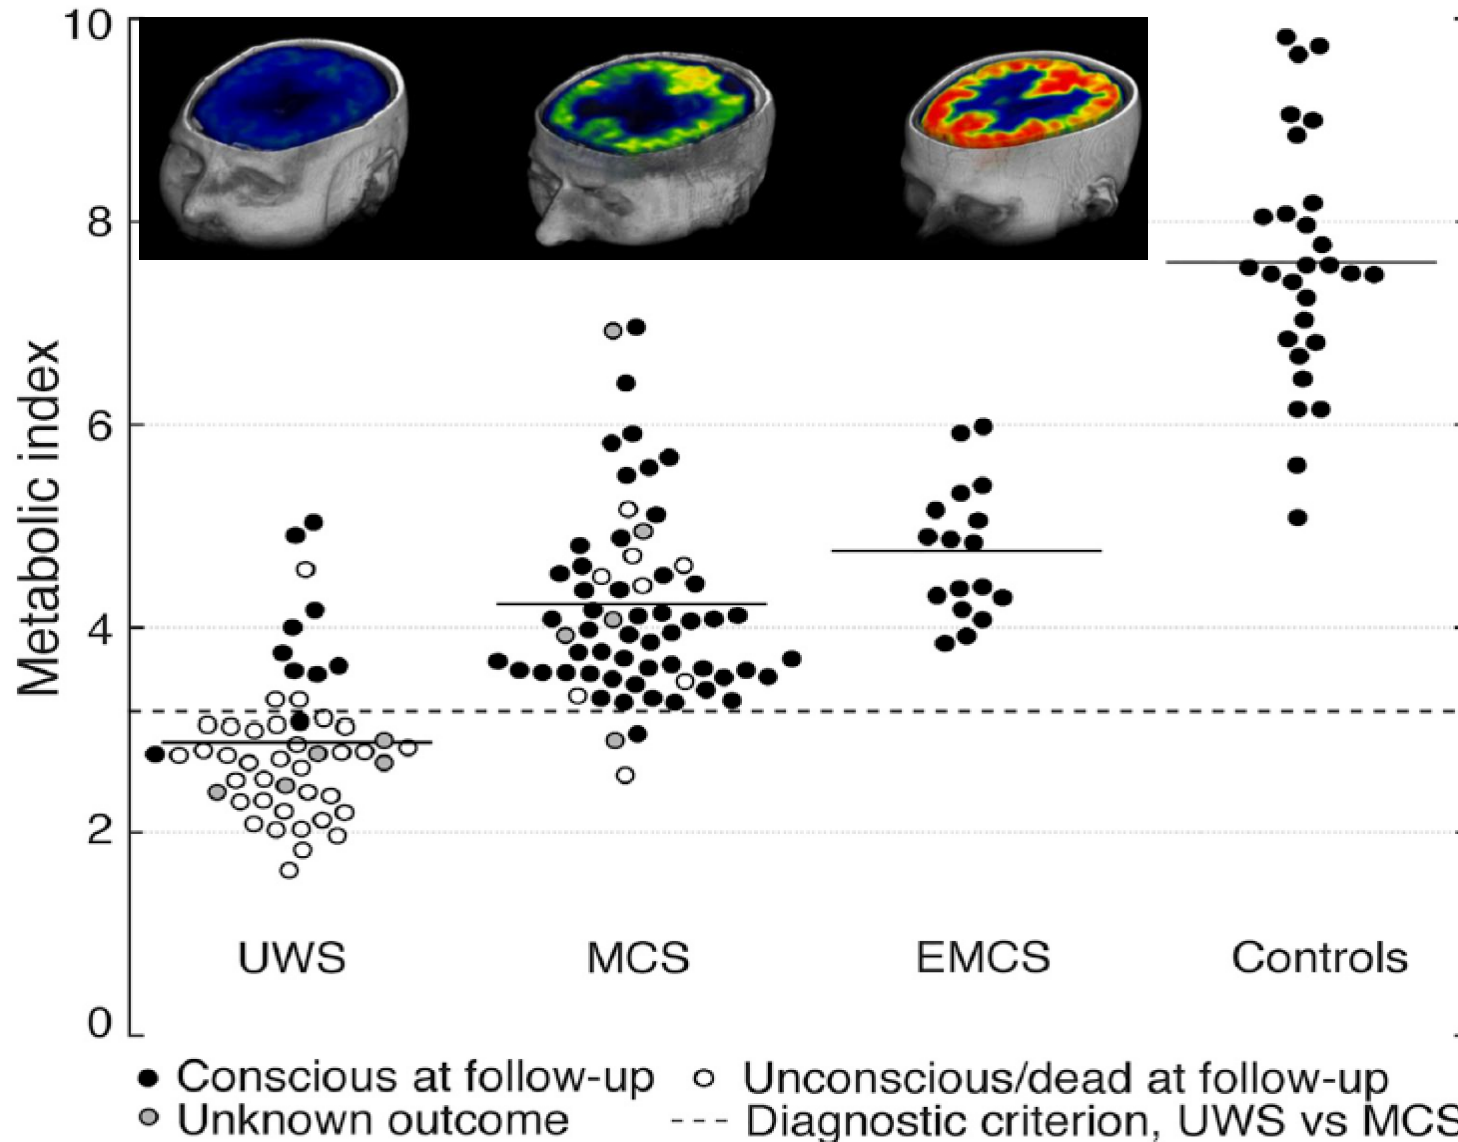 10
8
6
4
2
0
Metabolic index
UWS MCS EMCS Controls
Conscious at follow-up Unconscious/dead at follow-up
Unknown outcome Diagnostic criterion, UWS vs MCS